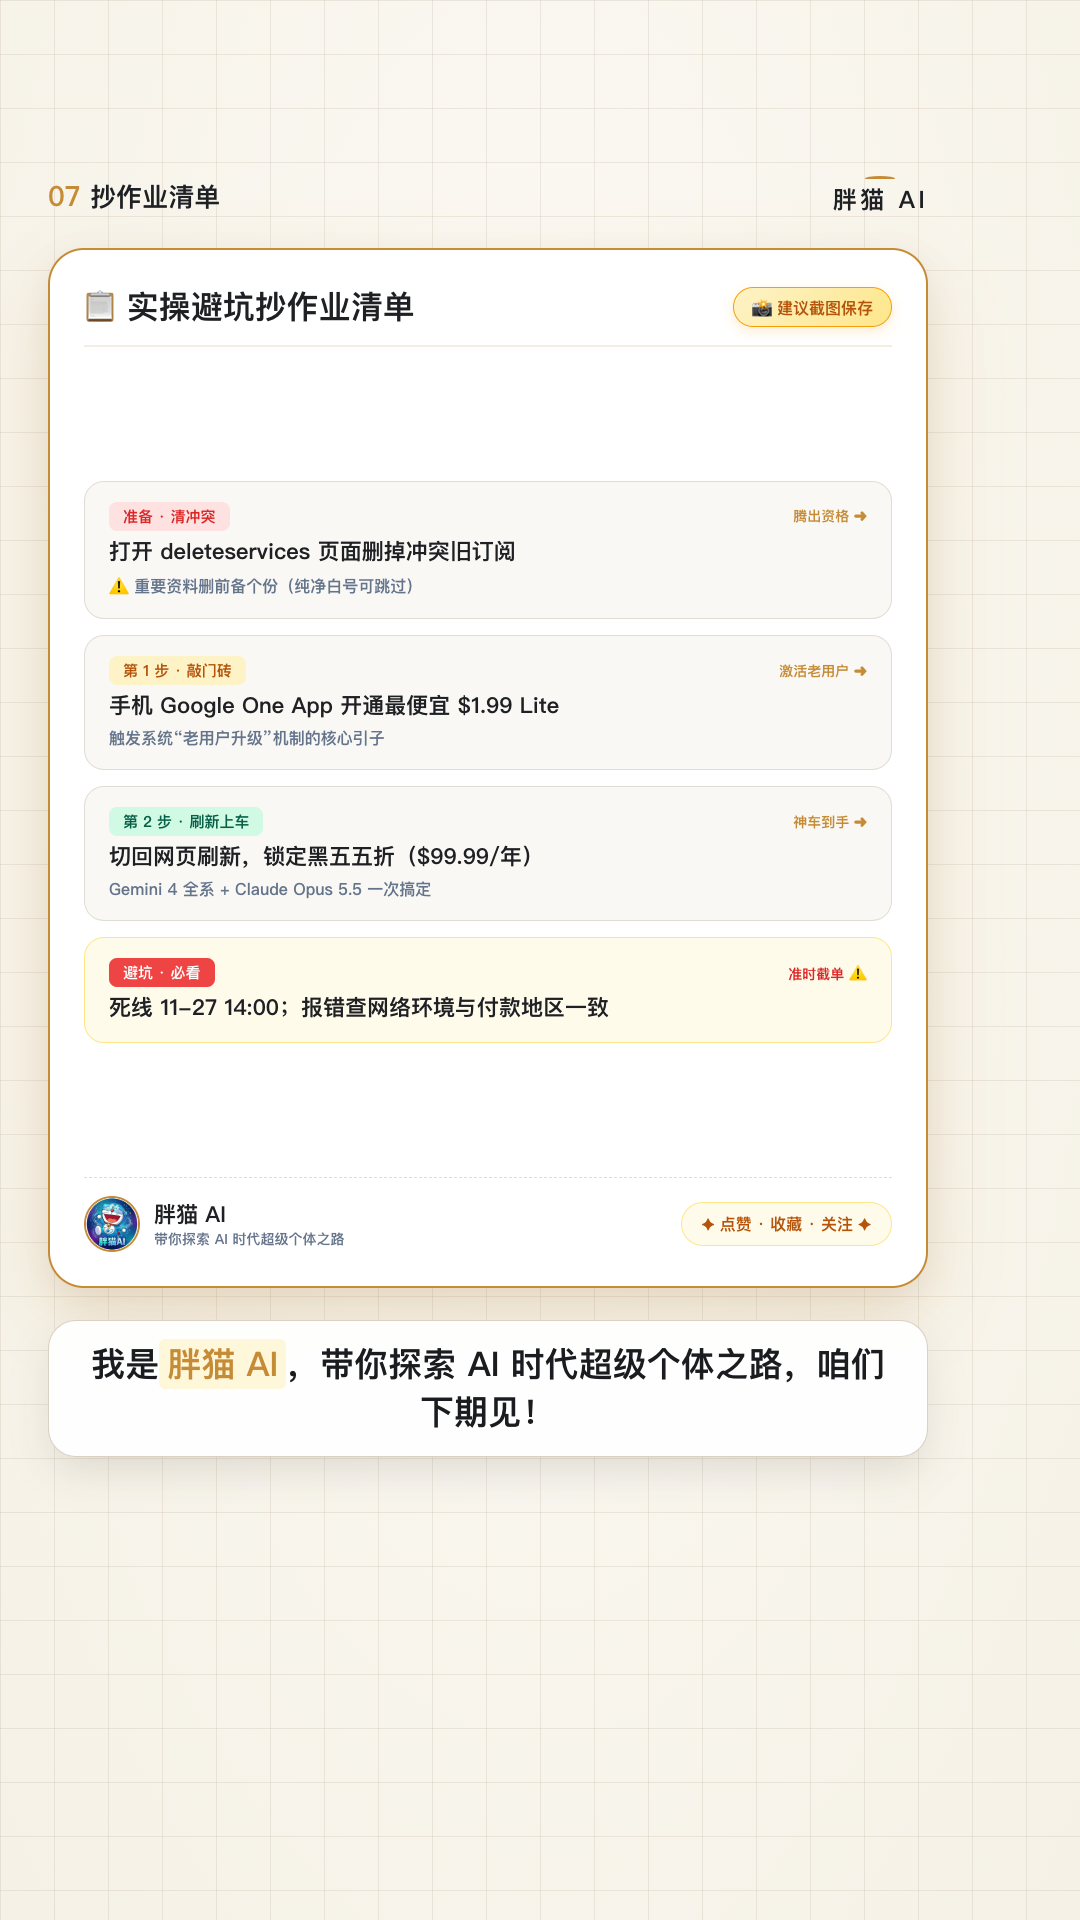 07 抄作业清单
胖猫 AI
📋 实操避坑抄作业清单
📸 建议截图保存
准备 · 清冲突
腾出资格 ➜
打开 deleteservices 页面删掉冲突旧订阅
⚠️ 重要资料删前备个份（纯净白号可跳过）
第 1 步 · 敲门砖
激活老用户 ➜
手机 Google One App 开通最便宜 $1.99 Lite
触发系统“老用户升级”机制的核心引子
第 2 步 · 刷新上车
神车到手 ➜
切回网页刷新，锁定黑五五折（$99.99/年）
Gemini 4 全系 + Claude Opus 5.5 一次搞定
避坑 · 必看
准时截单 ⚠️
死线 11–27 14:00；报错查网络环境与付款地区一致
胖猫AI
胖猫 AI
带你探索 AI 时代超级个体之路
✦ 点赞 · 收藏 · 关注 ✦
我是胖猫 AI，带你探索 AI 时代超级个体之路，咱们
下期见！